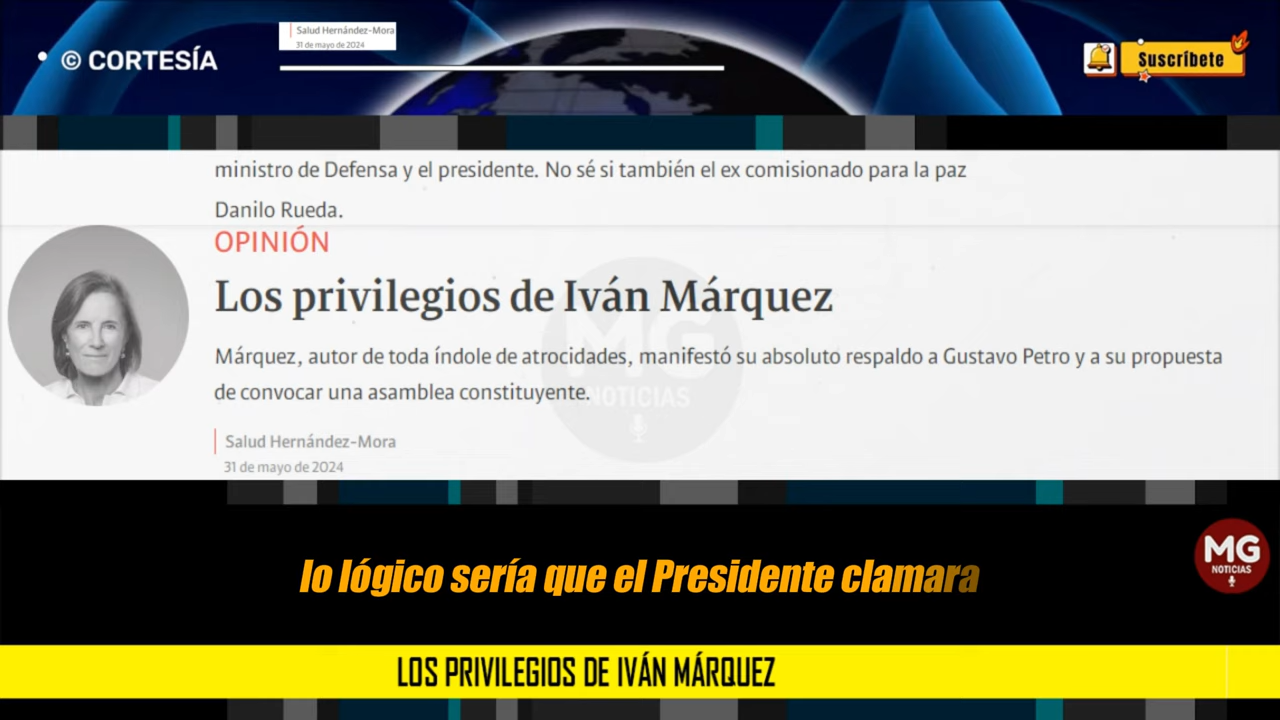 © CORTESÍA
Salud Hernández-Mora
31 de mayo de 2024
Suscríbete
ministro de Defensa y el presidente. No sé si también el ex comisionado para la paz
Danilo Rueda.
OPINIÓN
Los privilegios de Iván Márquez
Márquez, autor de toda índole de atrocidades, manifestó su absoluto respaldo a Gustavo Petro y a su propuesta
de convocar una asamblea constituyente.
MG
NOTICIAS
Salud Hernández-Mora
31 de mayo de 2024
lo lógico sería que el Presidente clamara
MG
NOTICIAS
LOS PRIVILEGIOS DE IVÁN MÁRQUEZ